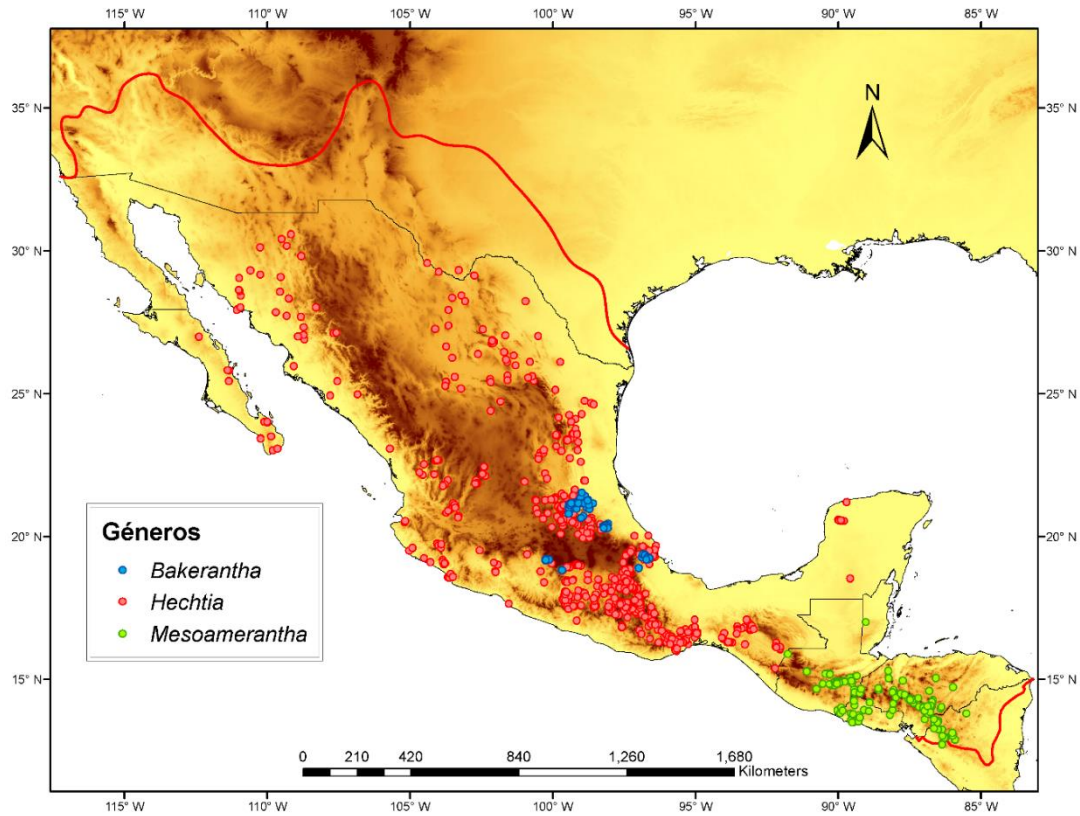 115° W 110° W 105° W 100° W 95° W 90° W 85° W
N
35° N 35° N
30° N 30° N
25° N 25° N
20° N 20° N
15° N 15° N
Géneros
Bakerantha
Hechtia
Mesoamerantha
0 210 420 840 1,260 1,680
Kilometers
115° W 110° W 105° W 100° W 95° W 90° W 85° W